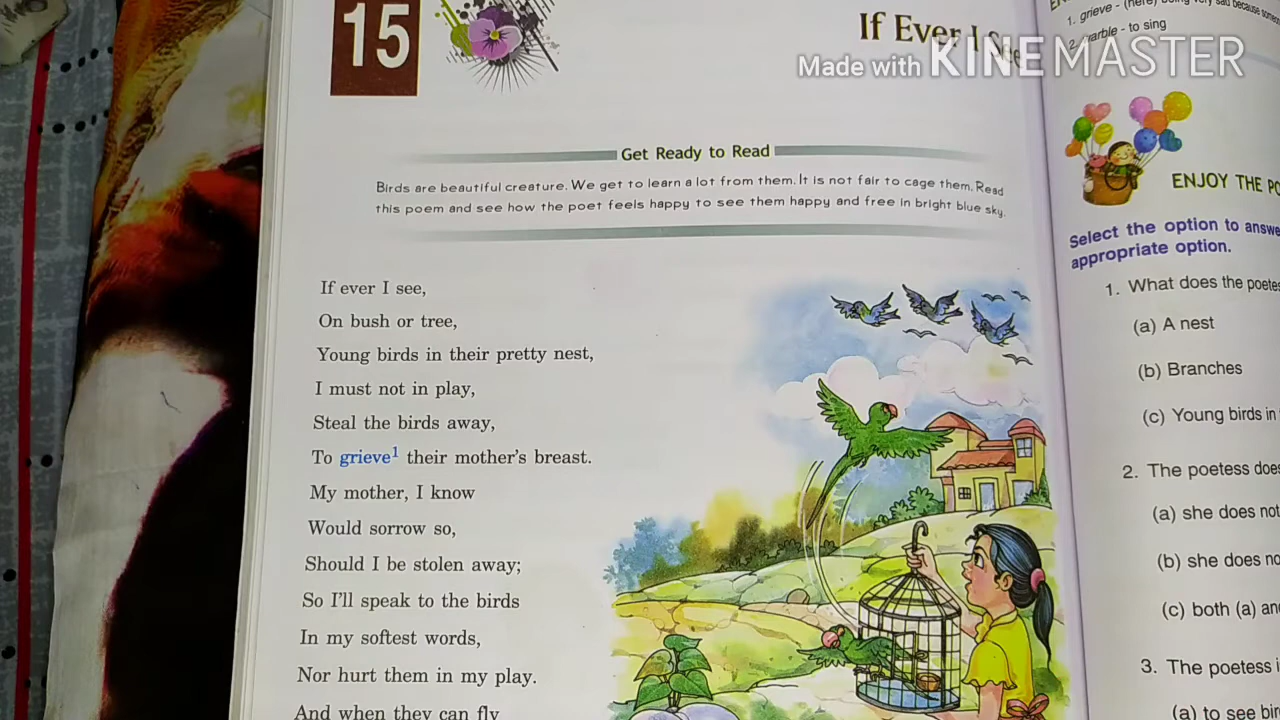 15
If Ever I See
Made with KINEMASTER
Get Ready to Read
Birds are beautiful creature. We get to learn a lot from them. It is not fair to cage them. Read
this poem and see how the poet feels happy to see them happy and free in bright blue sky.
If ever I see,
On bush or tree,
Young birds in their pretty nest,
I must not in play,
Steal the birds away,
To grieve1 their mother's breast.
My mother, I know
Would sorrow so,
Should I be stolen away;
So I'll speak to the birds
In my softest words,
Nor hurt them in my play.
And when they can fly
1. grieve - (here) being very sad because
2. warble - to sing
ENJOY THE
Select the option to
appropriate option.
1. What does the
(a) A nest
(b) Branches
(c) Young birds in
2. The poetess
(a) she does not
(b) she does
(c) both (a)
3. The poetess
(a) to see